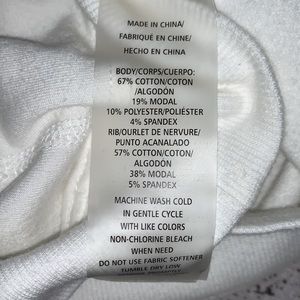 MADE IN CHINA/
FABRIQUÉ EN CHINE/
HECHO EN CHINA
BODY/CORPS/CUERPO:
67% COTTON/COTON
/ALGODÓN
19% MODAL
10% POLYESTER/POLIÉSTER
4% SPANDEX
RIB/OURLET DE NERVURE/
PUNTO ACANALADO
57% COTTON/COTON/
ALGODÓN
38% MODAL
5% SPANDEX
MACHINE WASH COLD
IN GENTLE CYCLE
WITH LIKE COLORS
NON-CHLORINE BLEACH
WHEN NEED
DO NOT USE FABRIC SOFTENER
TUMBLE DRY LOW